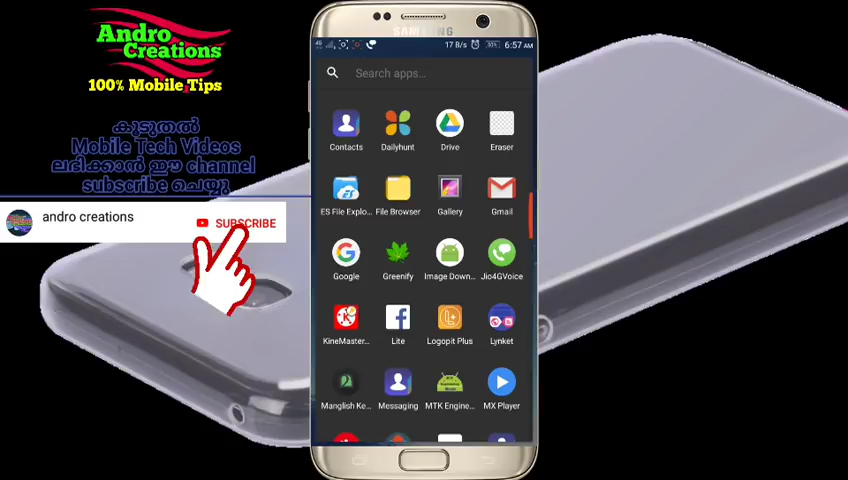 Andro
Creations
100% Mobile Tips
കൂടുതൽ
Mobile Tech Videos
ലഭിക്കാൻ ഈ channel
subscribe ചെയ്യൂ
andro creations
SUBSCRIBE
SAMSUNG
4G
17 B/s 30% 6:57 AM
Search apps...
Contacts Dailyhunt Drive Eraser
ES File Explo... File Browser Gallery Gmail
Google Greenify Image Down... Jio4GVoice
KineMaster... Lite Logopit Plus Lynket
Manglish Ke... Messaging MTK Engine... MX Player